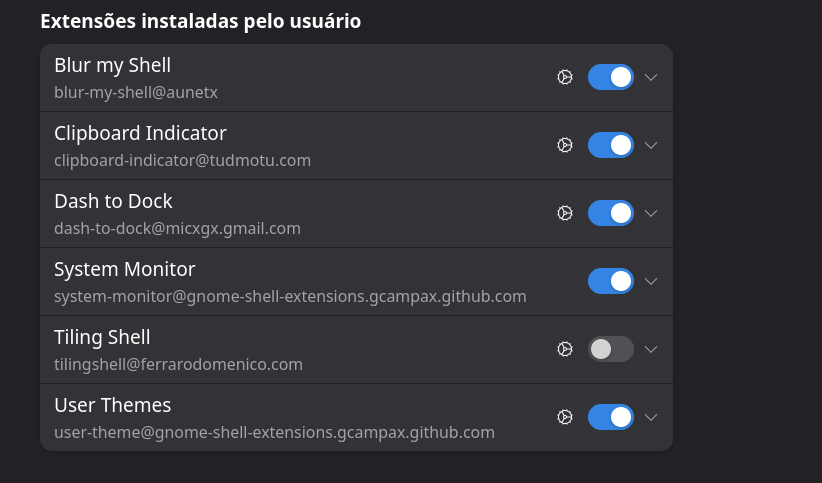 Extensões instaladas pelo usuário
Blur my Shell
blur-my-shell@aunetx
Clipboard Indicator
clipboard-indicator@tudmotu.com
Dash to Dock
dash-to-dock@micxgx.gmail.com
System Monitor
system-monitor@gnome-shell-extensions.gcampax.github.com
Tiling Shell
tilingshell@ferrarodomenico.com
User Themes
user-theme@gnome-shell-extensions.gcampax.github.com